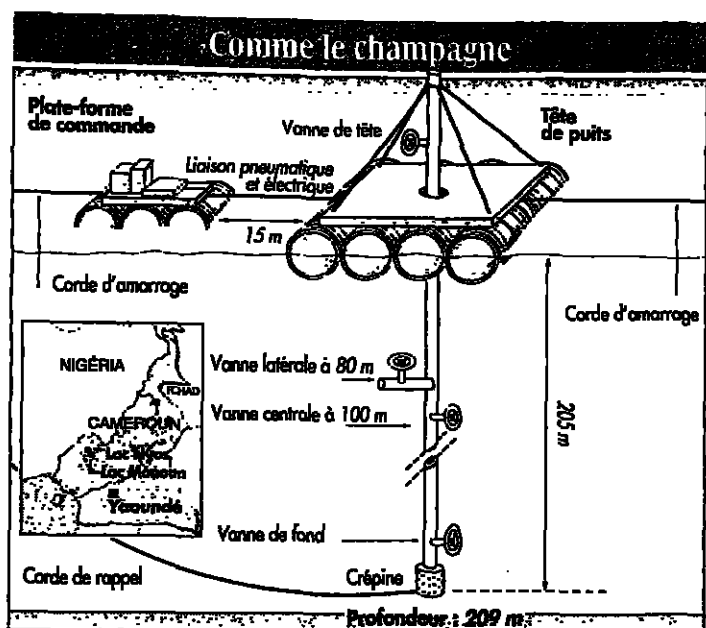 Comme le champagne
Plate-forme
de commande
Vanne de tête
Tête
de puits
Liaison pneumatique
et électrique
15 m
Corde d'amarrage
Corde d'amarrage
NIGÉRIA
TCHAD
CAMEROUN
Lac Nyos
Lac Monoun
Yaoundé
Vanne latérale à 80 m
Vanne centrale à 100 m
205 m
Vanne de fond
Corde de rappel
Crépine
Profondeur : 209 m